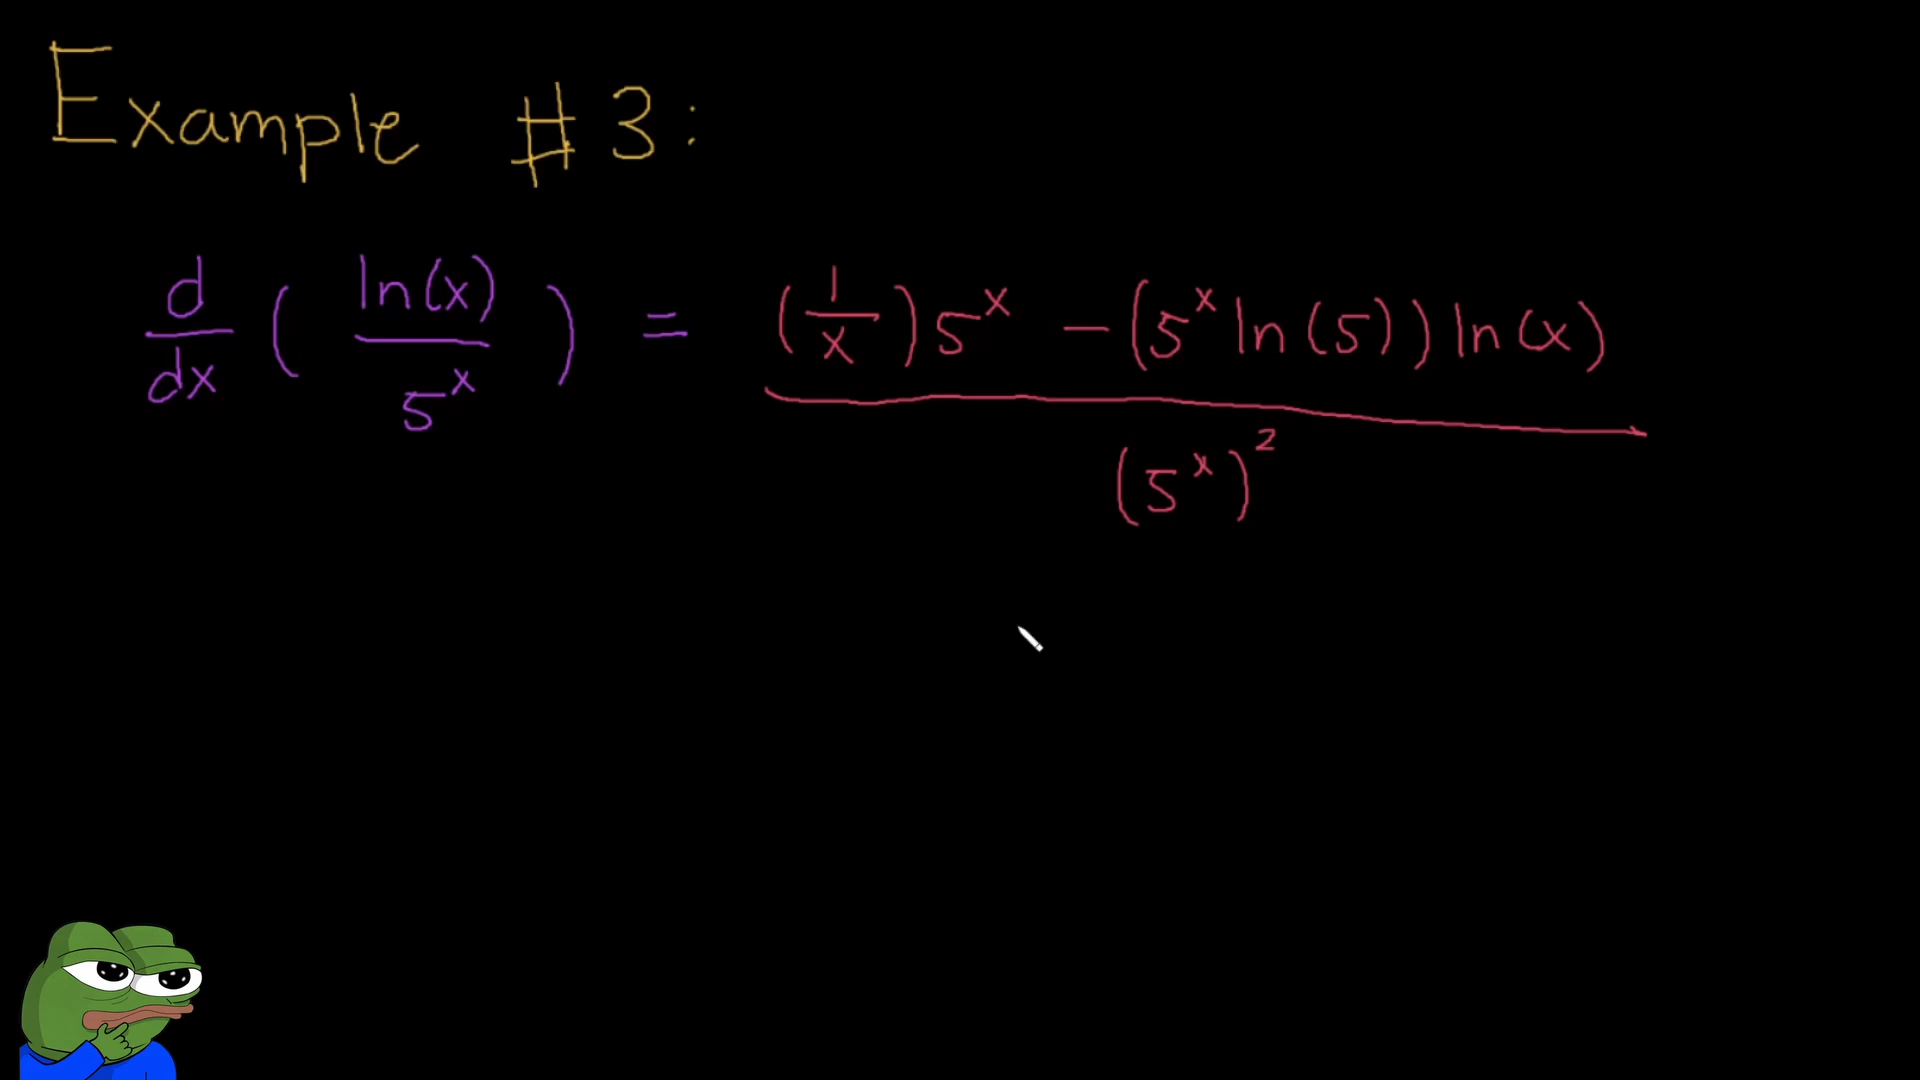 Example #3:
d/dx ( ln(x) / 5^x ) = ( (1/x) 5^x - (5^x ln(5)) ln(x) ) / (5^x)^2